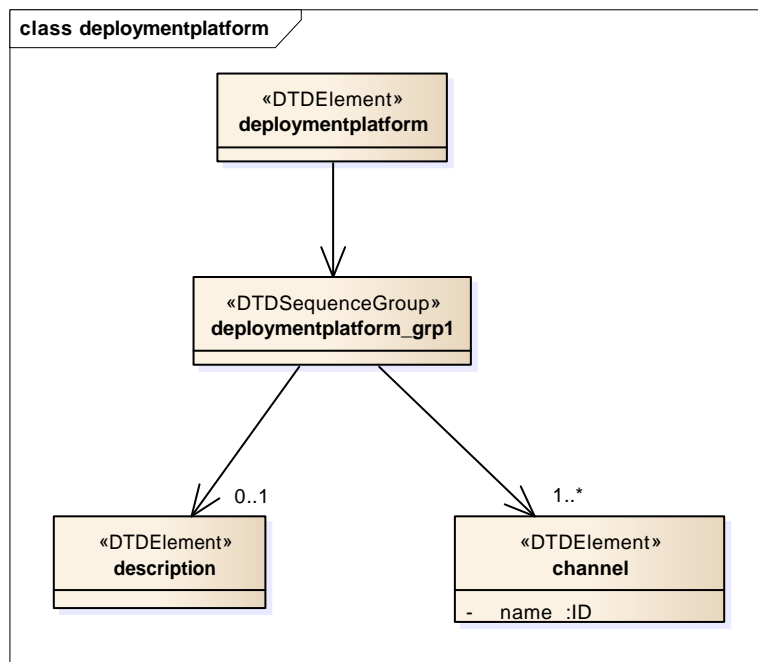 class deploymentplatform
«DTDElement»
deploymentplatform
«DTDSequenceGroup»
deploymentplatform_grp1
0..1
1..*
«DTDElement»
description
«DTDElement»
channel
- name :ID